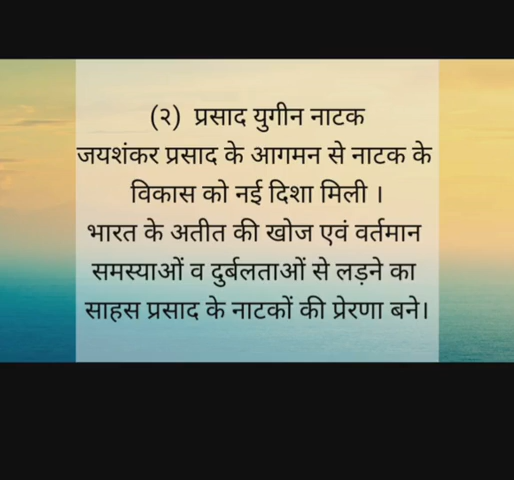 (२) प्रसाद युगीन नाटक
जयशंकर प्रसाद के आगमन से नाटक के
विकास को नई दिशा मिली ।
भारत के अतीत की खोज एवं वर्तमान
समस्याओं व दुर्बलताओं से लड़ने का
साहस प्रसाद के नाटकों की प्रेरणा बने।